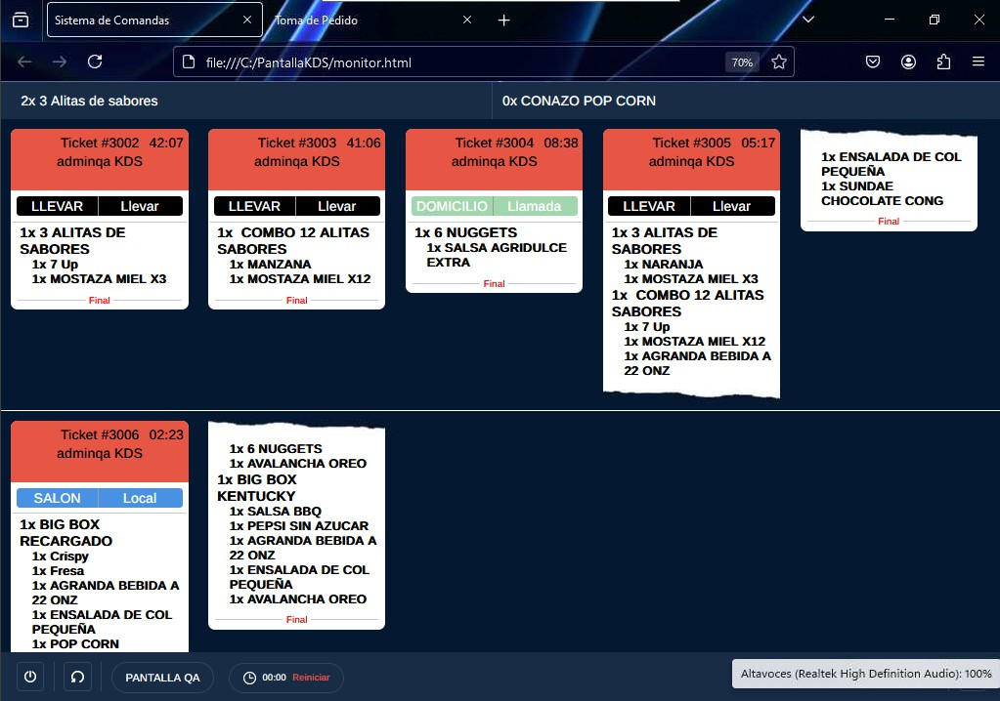 Sistema de Comandas
Toma de Pedido
file:///C:/PantallaKDS/monitor.html
70%
2x 3 Alitas de sabores
0x CONAZO POP CORN
Ticket #3002 42:07
adminqa KDS
LLEVAR Llevar
1x 3 ALITAS DE
SABORES
1x 7 Up
1x MOSTAZA MIEL X3
Final
Ticket #3003 41:06
adminqa KDS
LLEVAR Llevar
1x COMBO 12 ALITAS
SABORES
1x MANZANA
1x MOSTAZA MIEL X12
Final
Ticket #3004 08:38
adminqa KDS
DOMICILIO Llamada
1x 6 NUGGETS
1x SALSA AGRIDULCE
EXTRA
Final
Ticket #3005 05:17
adminqa KDS
LLEVAR Llevar
1x 3 ALITAS DE
SABORES
1x NARANJA
1x MOSTAZA MIEL X3
1x COMBO 12 ALITAS
SABORES
1x 7 Up
1x MOSTAZA MIEL X12
1x AGRANDA BEBIDA A
22 ONZ
1x ENSALADA DE COL
PEQUEÑA
1x SUNDAE
CHOCOLATE CONG
Final
Ticket #3006 02:23
adminqa KDS
SALON Local
1x BIG BOX
RECARGADO
1x Crispy
1x Fresa
1x AGRANDA BEBIDA A
22 ONZ
1x ENSALADA DE COL
PEQUEÑA
1x POP CORN
1x 6 NUGGETS
1x AVALANCHA OREO
1x BIG BOX
KENTUCKY
1x SALSA BBQ
1x PEPSI SIN AZUCAR
1x AGRANDA BEBIDA A
22 ONZ
1x ENSALADA DE COL
PEQUEÑA
1x AVALANCHA OREO
Final
PANTALLA QA
00:00 Reiniciar
Altavoces (Realtek High Definition Audio): 100%